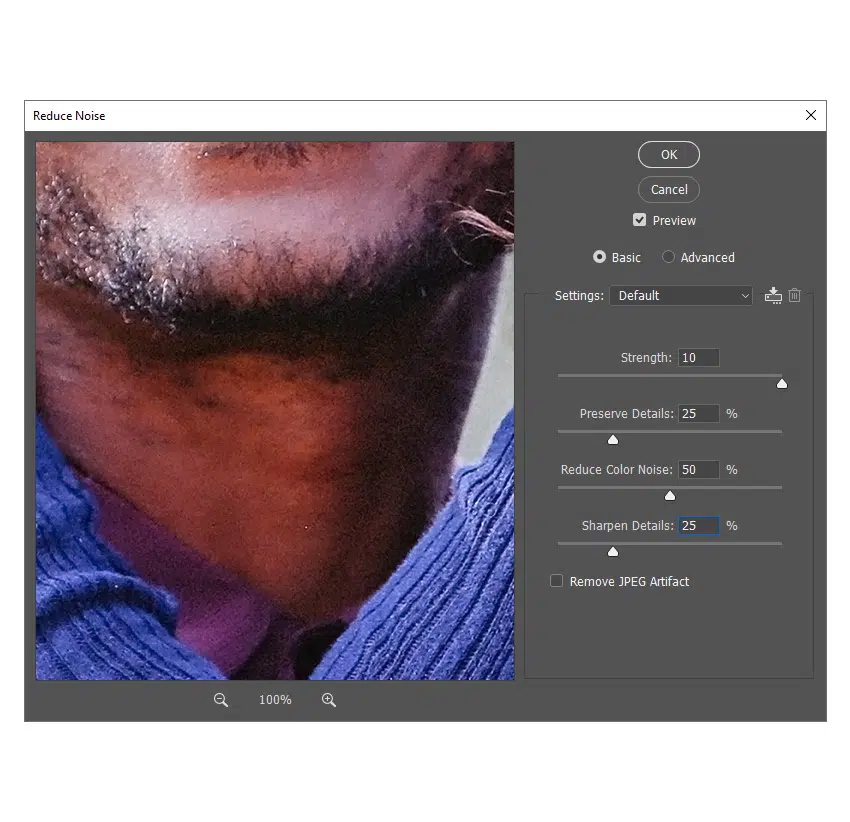 Reduce Noise
OK
Cancel
Preview
Basic Advanced
Settings: Default
Strength: 10
Preserve Details: 25 %
Reduce Color Noise: 50 %
Sharpen Details: 25 %
Remove JPEG Artifact
100%